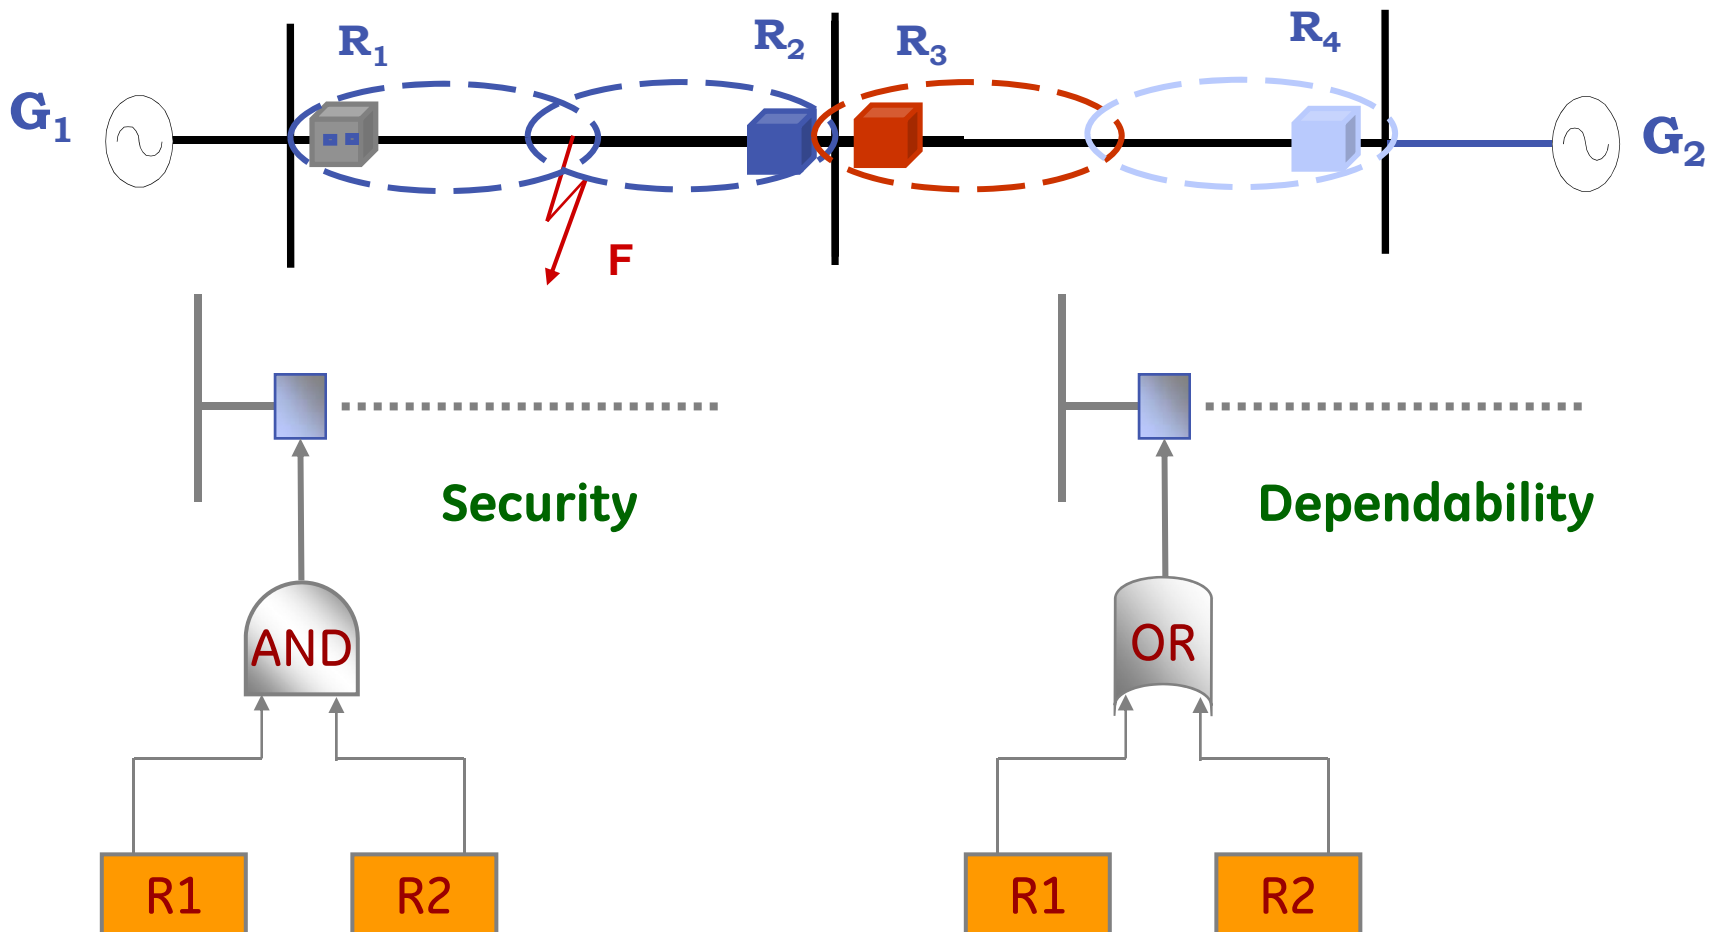 R1
R2
R3
R4
G1
G2
F
Security
Dependability
AND
OR
R1
R2
R1
R2